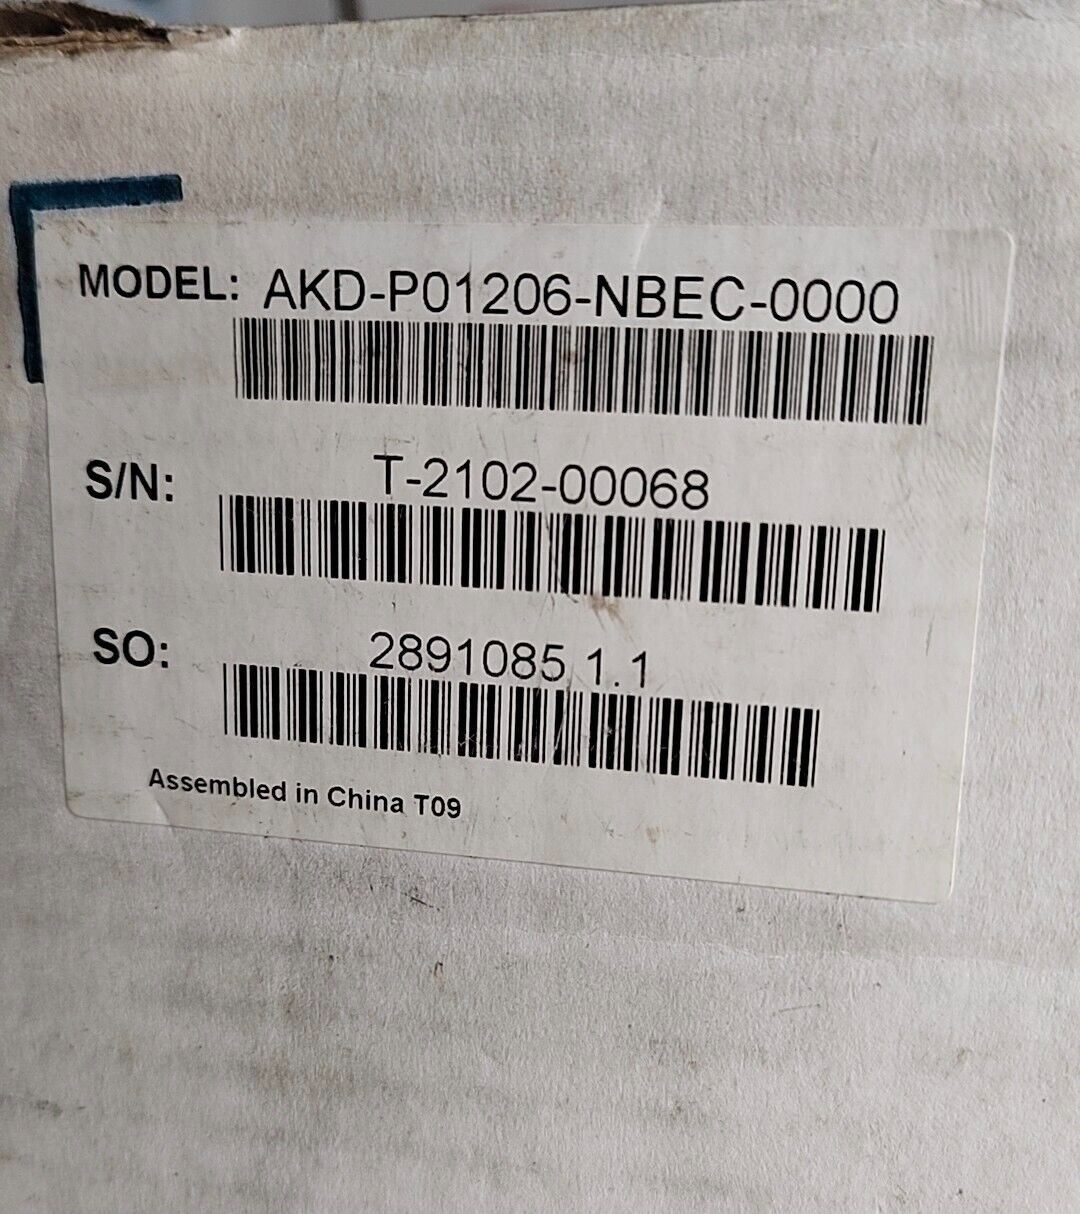 MODEL: AKD-P01206-NBEC-0000
S/N: T-2102-00068
SO: 2891085 1.1
Assembled in China T09